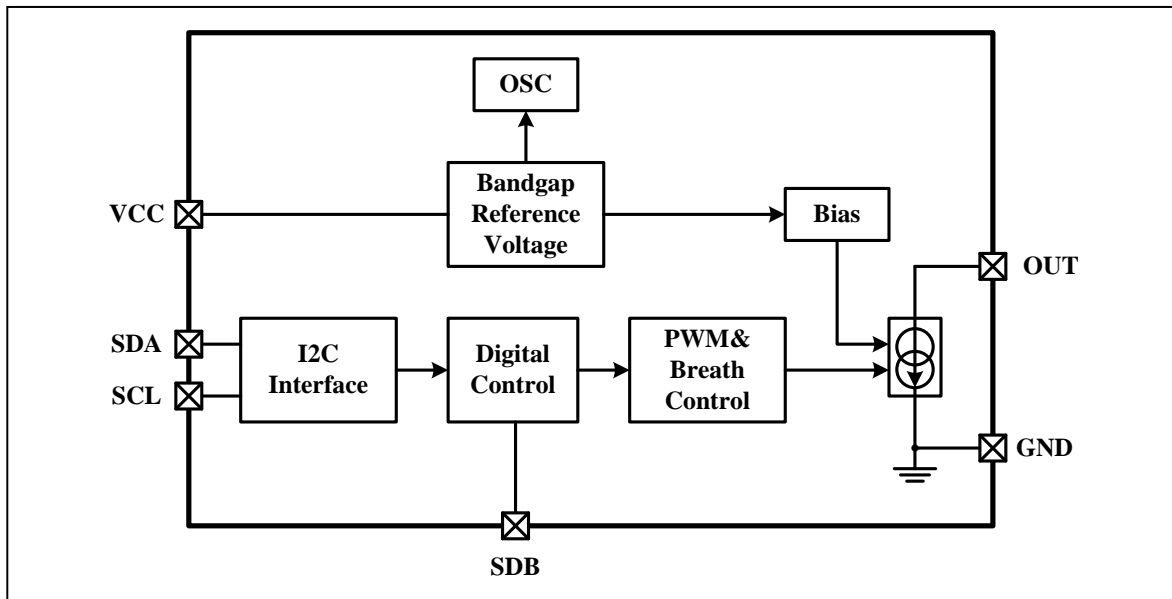 OSC
Bandgap
Reference
Voltage
VCC
Bias
OUT
SDA
SCL
I2C
Interface
Digital
Control
PWM&
Breath
Control
GND
SDB